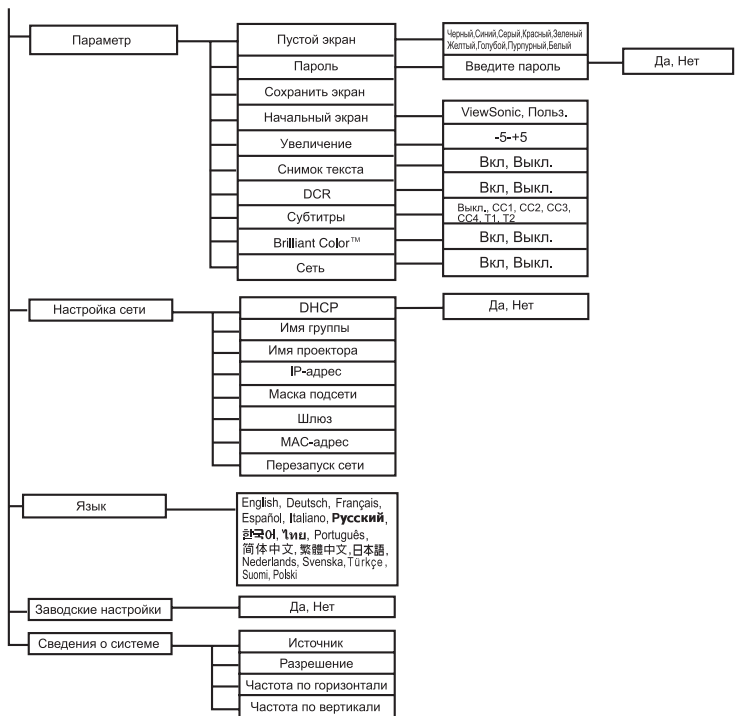 Параметр
Пустой экран
Черный,Синий,Серый,Красный,Зеленый
Желтый,Голубой,Пурпурный,Белый
Пароль
Введите пароль
Да, Нет
Сохранить экран
Начальный экран
ViewSonic, Польз.
Увеличение
-5-+5
Снимок текста
Вкл, Выкл.
DCR
Вкл, Выкл.
Субтитры
Выкл., CC1, CC2, CC3,
CC4, T1, T2
Brilliant Color™
Вкл, Выкл.
Сеть
Вкл, Выкл.
Настройка сети
DHCP
Да, Нет
Имя группы
Имя проектора
IP-адрес
Маска подсети
Шлюз
MAC-адрес
Перезапуск сети
Язык
English, Deutsch, Français,
Español, Italiano, Русский,
한국어, ไทย, Português,
简体中文, 繁體中文, 日本語,
Nederlands, Svenska, Türkçe,
Suomi, Polski
Заводские настройки
Да, Нет
Сведения о системе
Источник
Разрешение
Частота по горизонтали
Частота по вертикали